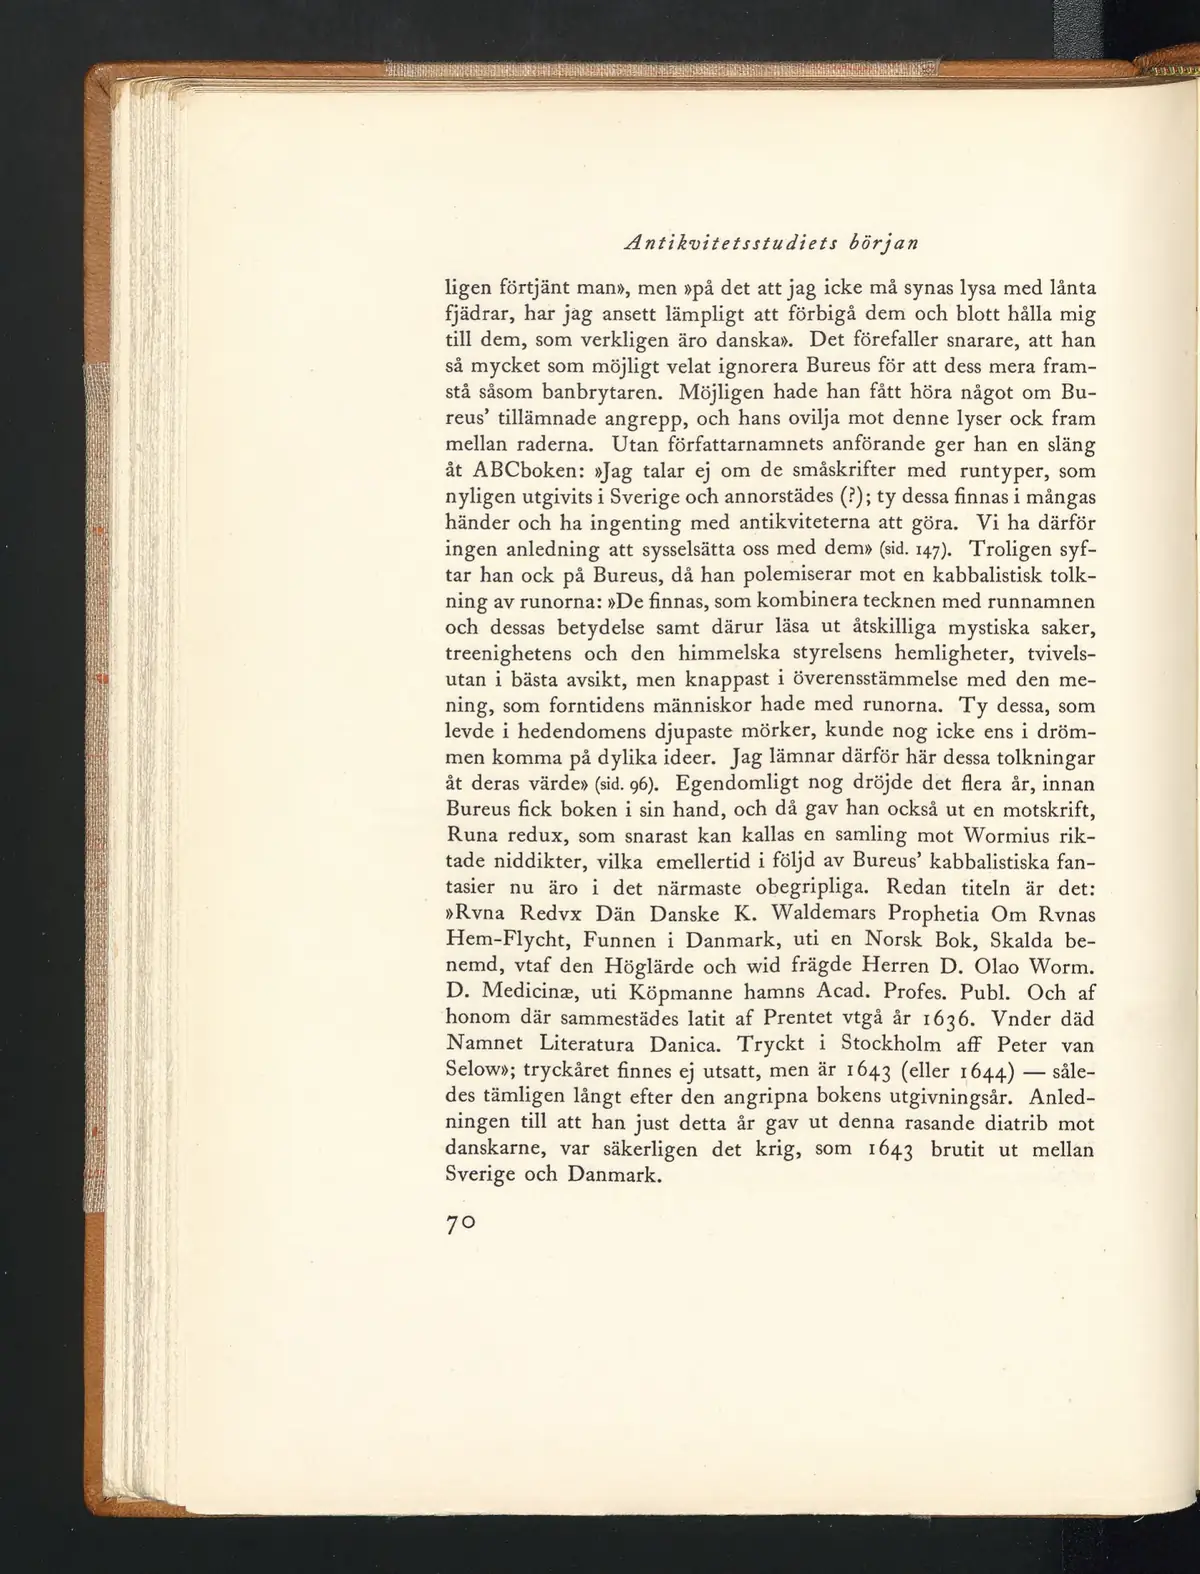 Antikvitetsstudiets början
ligen förtjänt man», men »på det att jag icke må synas lysa med lånta
fjädrar, har jag ansett lämpligt att förbigå dem och blott hålla mig
till dem, som verkligen äro danska». Det förefaller snarare, att han
så mycket som möjligt velat ignorera Bureus för att dess mera fram-
stå såsom banbrytaren. Möjligen hade han fått höra något om Bu-
reus’ tillämnade angrepp, och hans ovilja mot denne lyser ock fram
mellan raderna. Utan författarnamnets anförande ger han en släng
åt ABCboken: »Jag talar ej om de småskrifter med runtyper, som
nyligen utgivits i Sverige och annorstädes (?); ty dessa finnas i mångas
händer och ha ingenting med antikviteterna att göra. Vi ha därför
ingen anledning att sysselsätta oss med dem» (sid. 147). Troligen syf-
tar han ock på Bureus, då han polemiserar mot en kabbalistisk tolk-
ning av runorna: »De finnas, som kombinera tecknen med runnamnen
och dessas betydelse samt därur läsa ut åtskilliga mystiska saker,
treenighetens och den himmelska styrelsens hemligheter, tvivels-
utan i bästa avsikt, men knappast i överensstämmelse med den me-
ning, som forntidens människor hade med runorna. Ty dessa, som
levde i hedendomens djupaste mörker, kunde nog icke ens i dröm-
men komma på dylika ideer. Jag lämnar därför här dessa tolkningar
åt deras värde» (sid. 96). Egendomligt nog dröjde det flera år, innan
Bureus fick boken i sin hand, och då gav han också ut en motskrift,
Runa redux, som snarast kan kallas en samling mot Wormius rik-
tade niddikter, vilka emellertid i följd av Bureus’ kabbalistiska fan-
tasier nu äro i det närmaste obegripliga. Redan titeln är det:
»Rvna Redvx Dän Danske K. Waldemars Prophetia Om Rvnas
Hem-Flycht, Funnen i Danmark, uti en Norsk Bok, Skalda be-
nemd, vtaf den Höglärde och wid frägde Herren D. Olao Worm.
D. Medicinæ, uti Köpmanne hamns Acad. Profes. Publ. Och af
honom där sammestädes latit af Prentet vtgå år 1636. Vnder däd
Namnet Literatura Danica. Tryckt i Stockholm aff Peter van
Selow»; tryckåret finnes ej utsatt, men är 1643 (eller 1644) — såle-
des tämligen långt efter den angripna bokens utgivningsår. Anled-
ningen till att han just detta år gav ut denna rasande diatrib mot
danskarne, var säkerligen det krig, som 1643 brutit ut mellan
Sverige och Danmark.
70